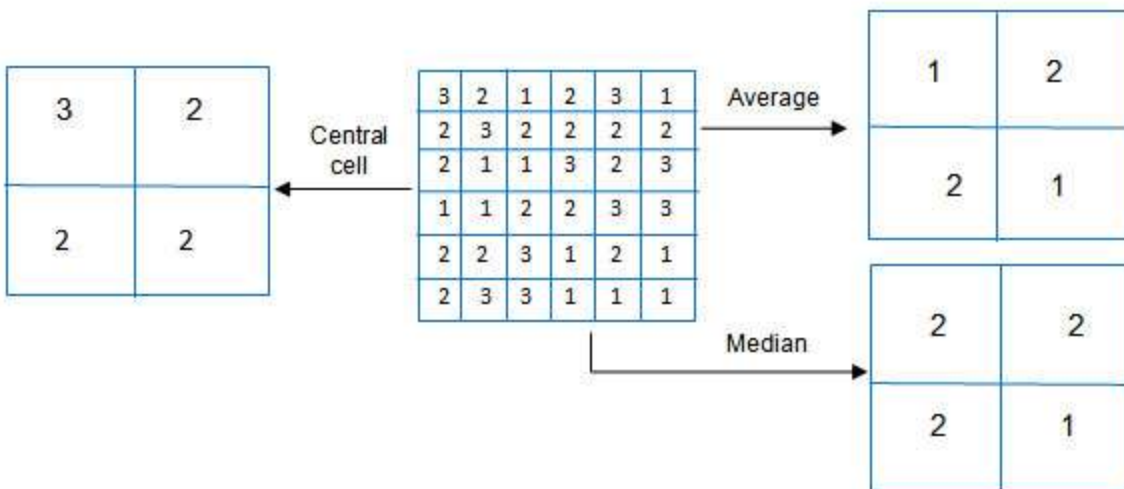 3 2
2 2
Central
cell
3 2 1 2 3 1
2 3 2 2 2 2
2 1 1 3 2 3
1 1 2 2 3 3
2 2 3 1 2 1
2 3 3 1 1 1
Average
1 2
2 1
Median
2 2
2 1